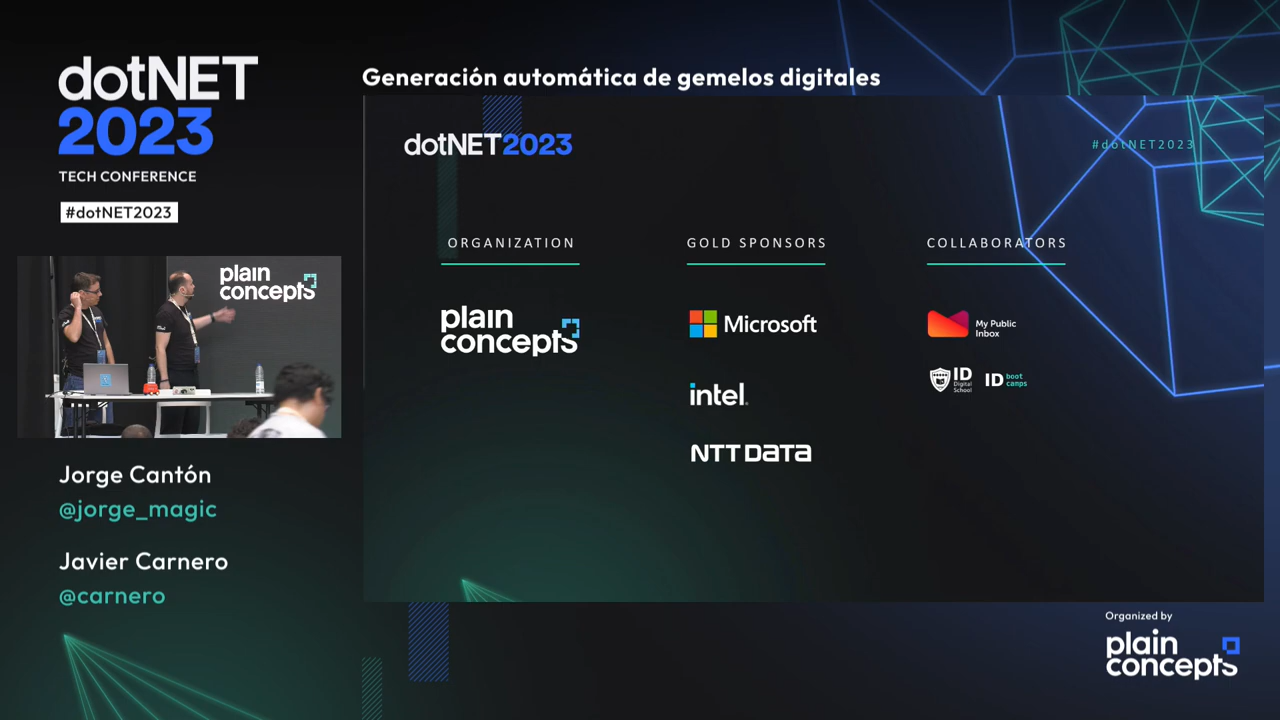 dotNET
2023
TECH CONFERENCE
#dotNET2023
plain
concepts
Jorge Cantón
@jorge_magic
Javier Carnero
@carnero
Generación automática de gemelos digitales
dotNET2023
#dotNET2023
ORGANIZATION
plain
concepts
GOLD SPONSORS
Microsoft
intel.
NTT DATA
COLLABORATORS
My Public
Inbox
ID
Digital
School
ID boot
camps
Organized by
plain
concepts